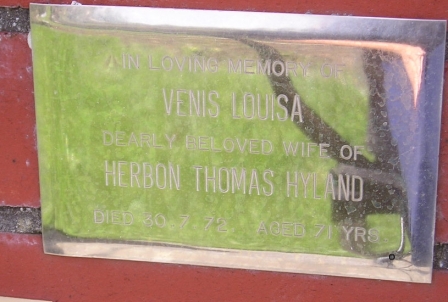 IN LOVING MEMORY OF
VENIS LOUISA
DEARLY BELOVED WIFE OF
HERBON THOMAS HYLAND
DIED 30.7.72 AGED 71 YRS